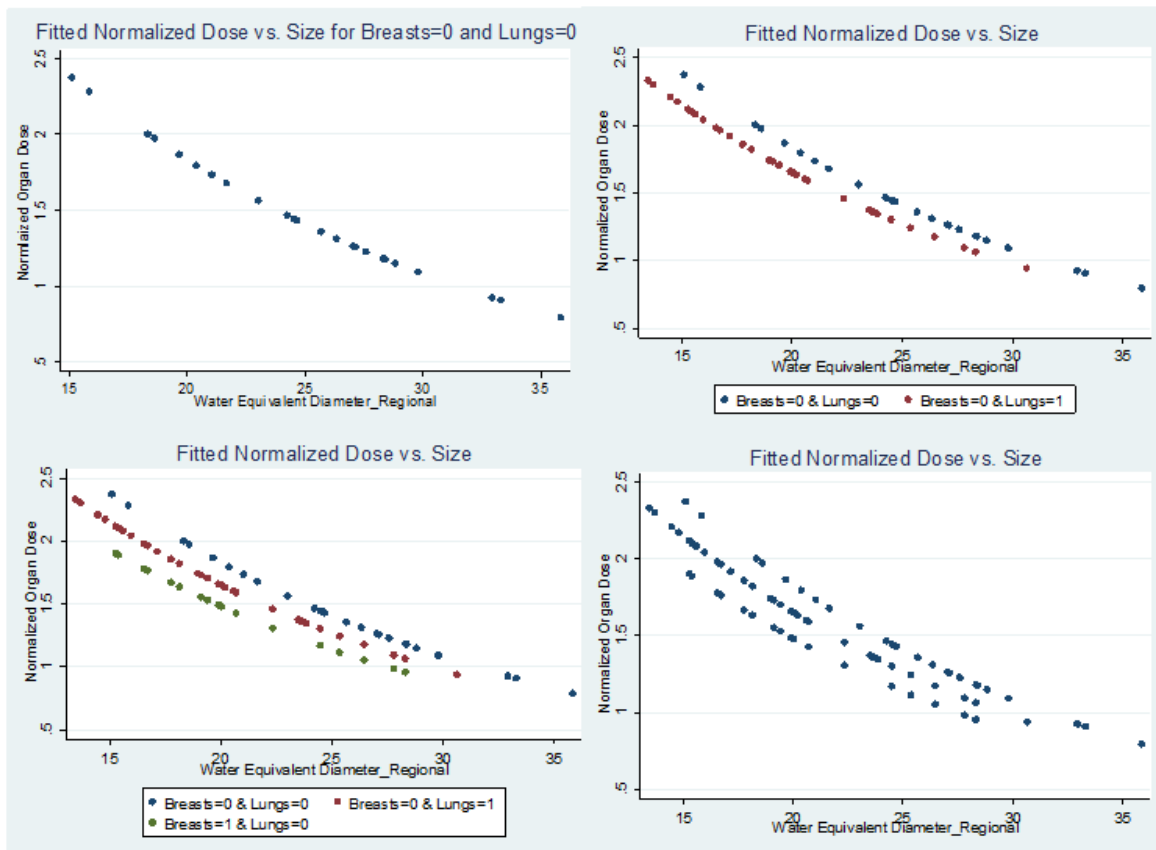 Fitted Normalized Dose vs. Size for Breasts=0 and Lungs=0
Normlaized Organ Dose
2.5
2
1.5
1
.5
15 20 25 30 35
Water Equivalent Diameter_Regional
Fitted Normalized Dose vs. Size
Normalized Organ Dose
2.5
2
1.5
1
.5
15 20 25 30 35
Water Equivalent Diameter_Regional
Breasts=0 & Lungs=0 Breasts=0 & Lungs=1
Fitted Normalized Dose vs. Size
Normalized Organ Dose
2.5
2
1.5
1
.5
15 20 25 30 35
Water Equivalent Diameter_Regional
Breasts=0 & Lungs=0 Breasts=0 & Lungs=1
Breasts=1 & Lungs=0
Fitted Normalized Dose vs. Size
Normalized Organ Dose
2.5
2
1.5
1
.5
15 20 25 30 35
Water Equivalent Diameter_Regional